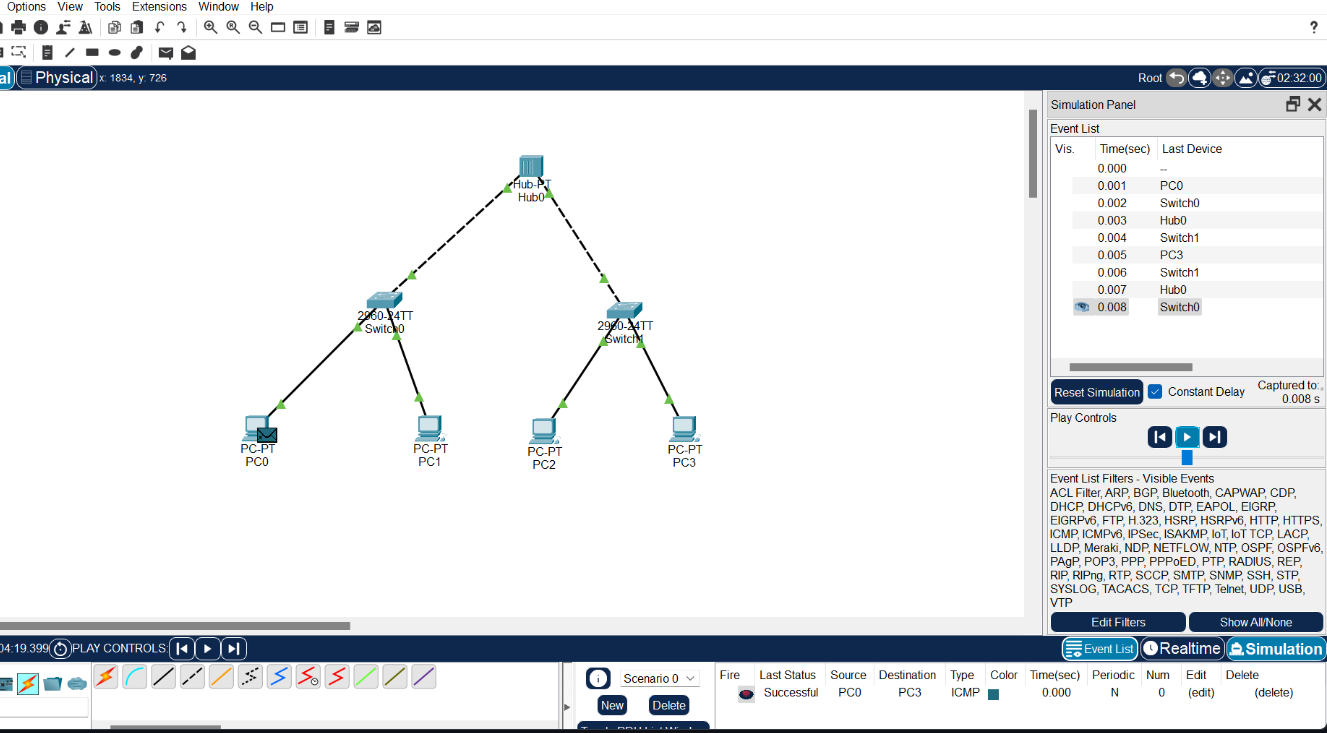 Options View Tools Extensions Window Help
?
Physical x: 1834, y: 726
Root 02:32:00
Simulation Panel
Event List
Vis. Time(sec) Last Device
0.000 --
0.001 PC0
0.002 Switch0
0.003 Hub0
0.004 Switch1
0.005 PC3
0.006 Switch1
0.007 Hub0
0.008 Switch0
Reset Simulation Constant Delay Captured to:
0.008 s
Play Controls
Event List Filters - Visible Events
ACL Filter, ARP, BGP, Bluetooth, CAPWAP, CDP,
DHCP, DHCPv6, DNS, DTP, EAPOL, EIGRP,
EIGRPv6, FTP, H.323, HSRP, HSRPv6, HTTP, HTTPS,
ICMP, ICMPv6, IPSec, ISAKMP, IoT, IoT TCP, LACP,
LLDP, Meraki, NDP, NETFLOW, NTP, OSPF, OSPFv6,
PAgP, POP3, PPP, PPPoED, PTP, RADIUS, REP,
RIP, RIPng, RTP, SCCP, SMTP, SNMP, SSH, STP,
SYSLOG, TACACS, TCP, TFTP, Telnet, UDP, USB,
VTP
Edit Filters Show All/None
Hub-PT
Hub0
2960-24TT
Switch0
2960-24TT
Switch1
PC-PT
PC0
PC-PT
PC1
PC-PT
PC2
PC-PT
PC3
04:19.399 PLAY CONTROLS:
Event List Realtime Simulation
Scenario 0
New Delete
Fire Last Status Source Destination Type Color Time(sec) Periodic Num Edit Delete
Successful PC0 PC3 ICMP 0.000 N 0 (edit) (delete)